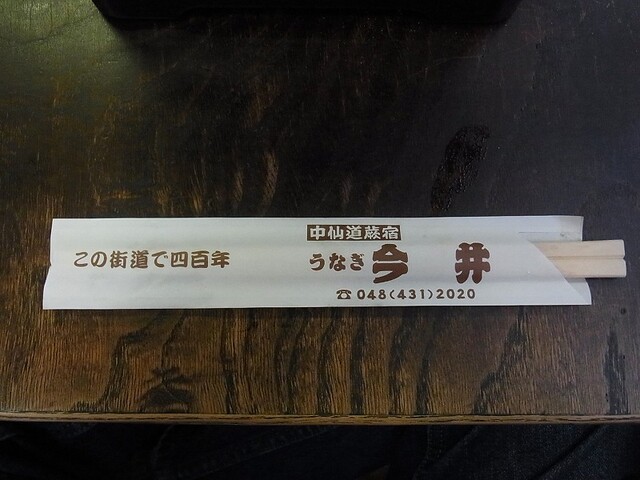 この街道で四百年
中仙道蕨宿
うなぎ 今井
☎048(431)2020